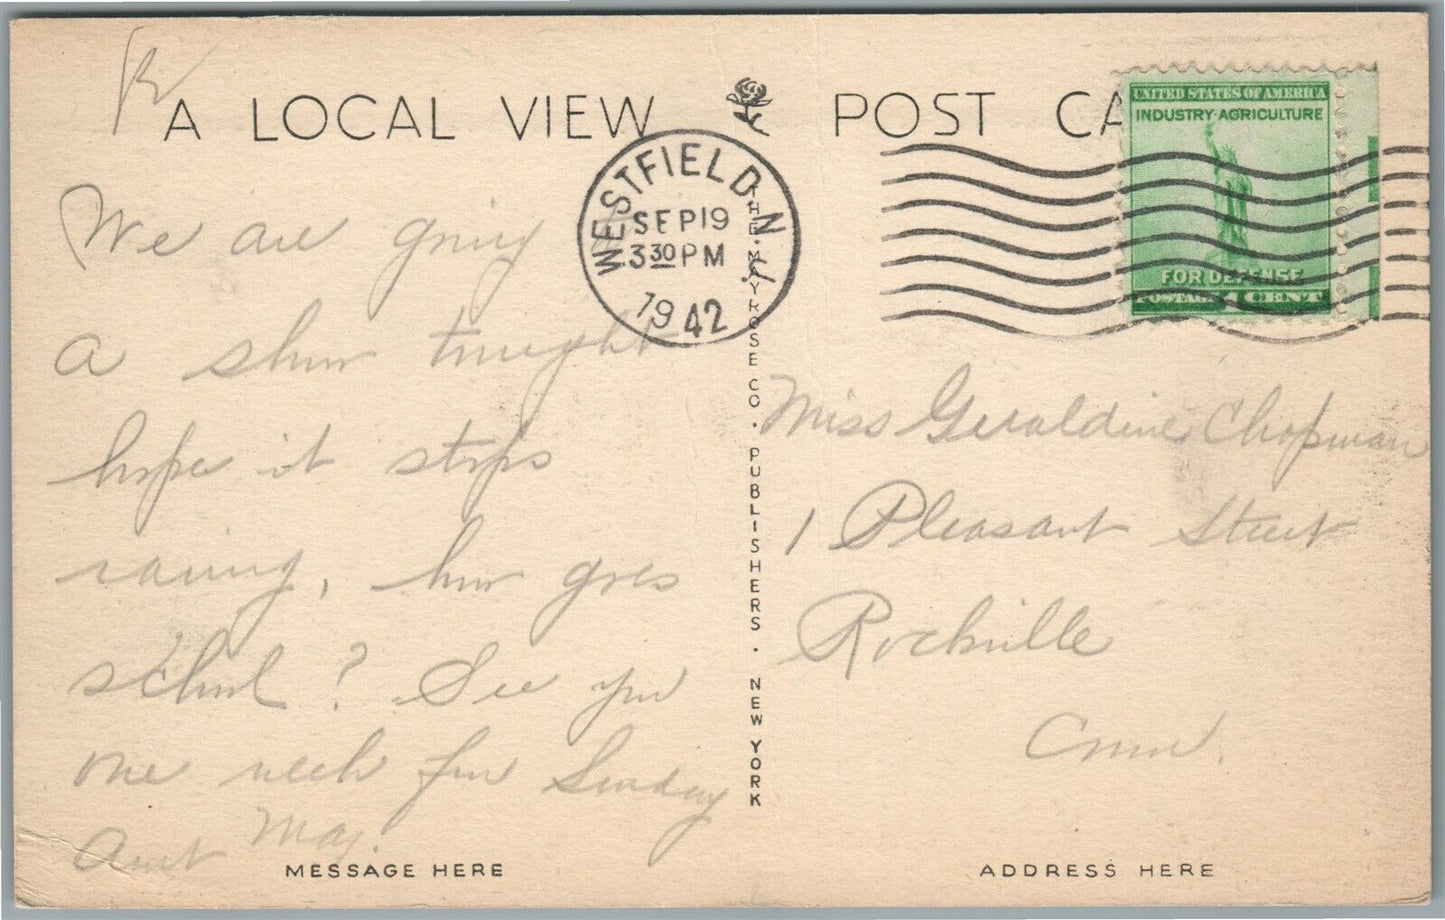 A LOCAL VIEW
POST CA
UNITED STATES OF AMERICA
INDUSTRY·AGRICULTURE
FOR DEFENSE
POSTAGE 1 CENT
WESTFIELD N.Y.
SEP 19
3 30 PM
1942
We are going
a show tonight
hope it stops
raining, how goes
school? See you
one week from Sunday
Aunt Maj.
MESSAGE HERE
THE MAYROSE CO. PUBLISHERS. NEW YORK
Miss Geraldine Chapman
1 Pleasant Street
Rockville
Conn.
ADDRESS HERE